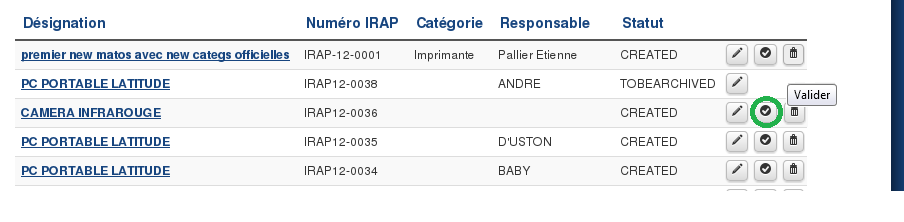 Désignation Numéro IRAP Catégorie Responsable Statut
premier new matos avec new categs officielles IRAP-12-0001 Imprimante Pallier Etienne CREATED
PC PORTABLE LATITUDE IRAP12-0038 ANDRE TOBEARCHIVED
Valider
CAMERA INFRAROUGE IRAP12-0036 CREATED
PC PORTABLE LATITUDE IRAP12-0035 D'USTON CREATED
PC PORTABLE LATITUDE IRAP12-0034 BABY CREATED